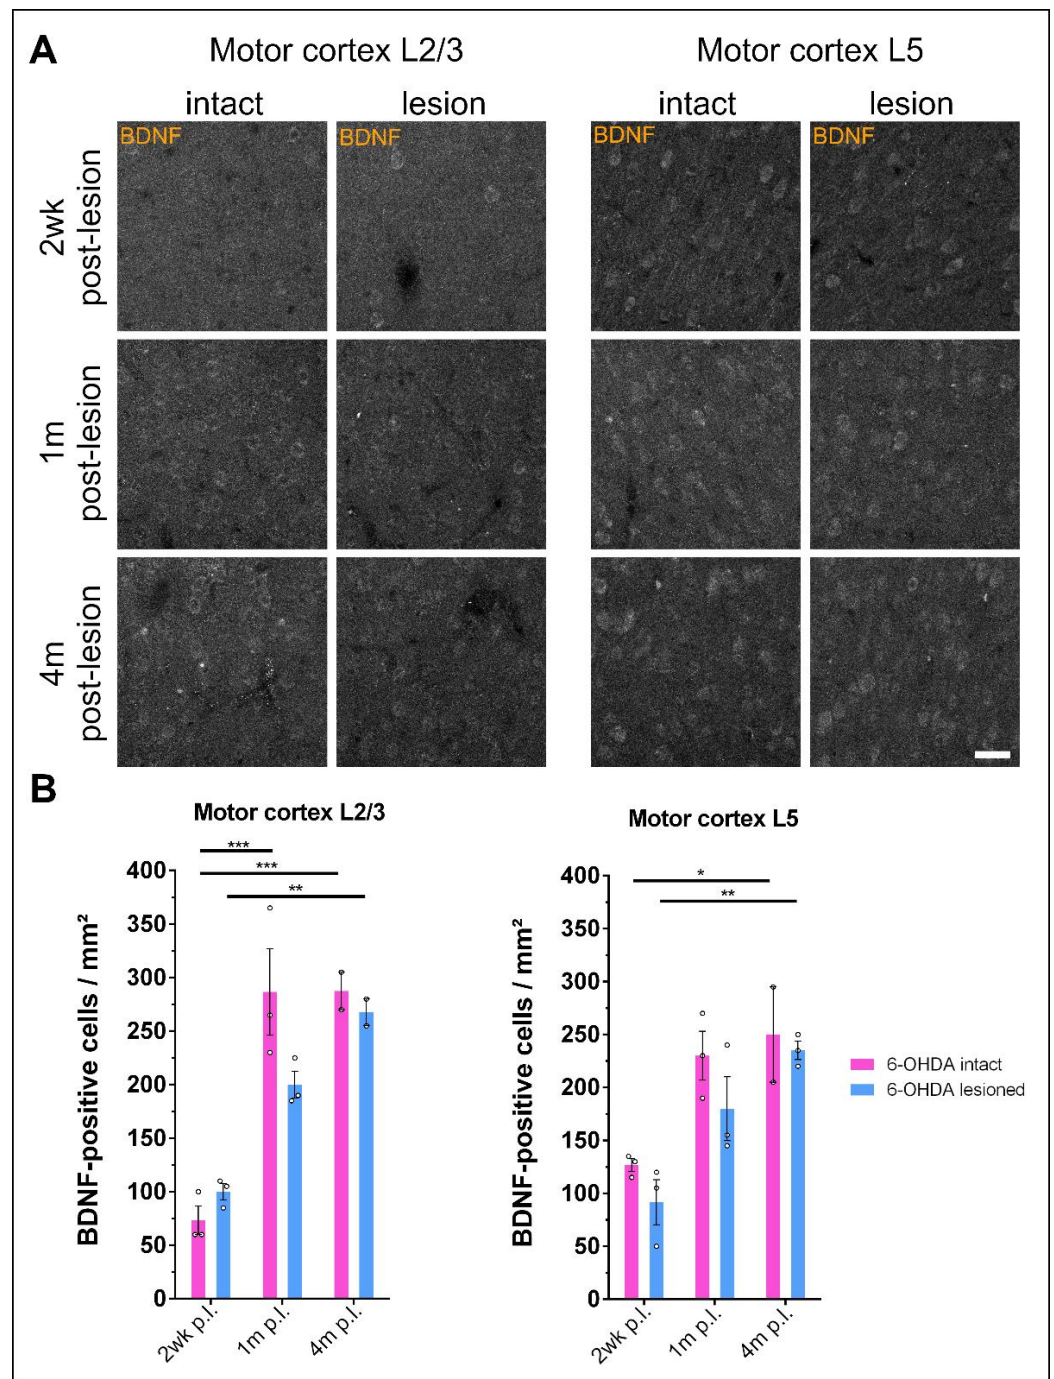 A
Motor cortex L2/3
Motor cortex L5
intact
lesion
intact
lesion
2wk
post-lesion
BDNF
BDNF
BDNF
BDNF
1m
post-lesion
4m
post-lesion
B
Motor cortex L2/3
***
***
**
BDNF-positive cells / mm²
400
350
300
250
200
150
100
50
0
2wk p.l.
1m p.l.
4m p.l.
Motor cortex L5
*
**
BDNF-positive cells / mm²
400
350
300
250
200
150
100
50
0
2wk p.l.
1m p.l.
4m p.l.
6-OHDA intact
6-OHDA lesioned